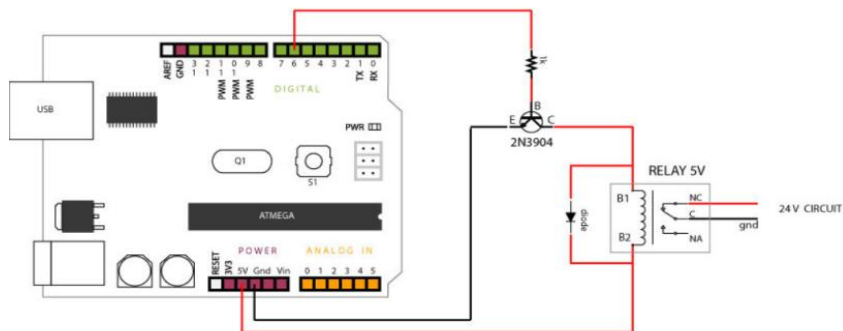 AREF
GND
13
12
11
10
9
8
7
6
5
4
3
2
1
0
PWM
PWM
PWM
TX
RX
DIGITAL
USB
PWR
Q1
S1
ATMEGA
POWER
ANALOG IN
RESET
3V3
5V
Gnd
Vin
0 1 2 3 4 5
1k
B
E
C
2N3904
RELAY 5V
B1
B2
diode
NC
C
NA
24V CIRCUIT
gnd